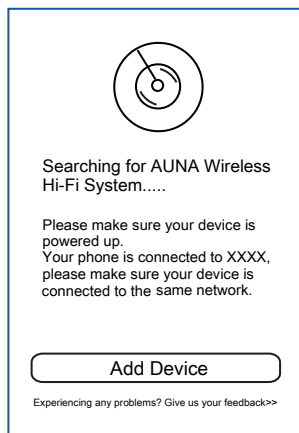 Searching for AUNA Wireless
Hi-Fi System.....
Please make sure your device is
powered up.
Your phone is connected to XXXX,
please make sure your device is
connected to the same network.
Add Device
Experiencing any problems? Give us your feedback>>